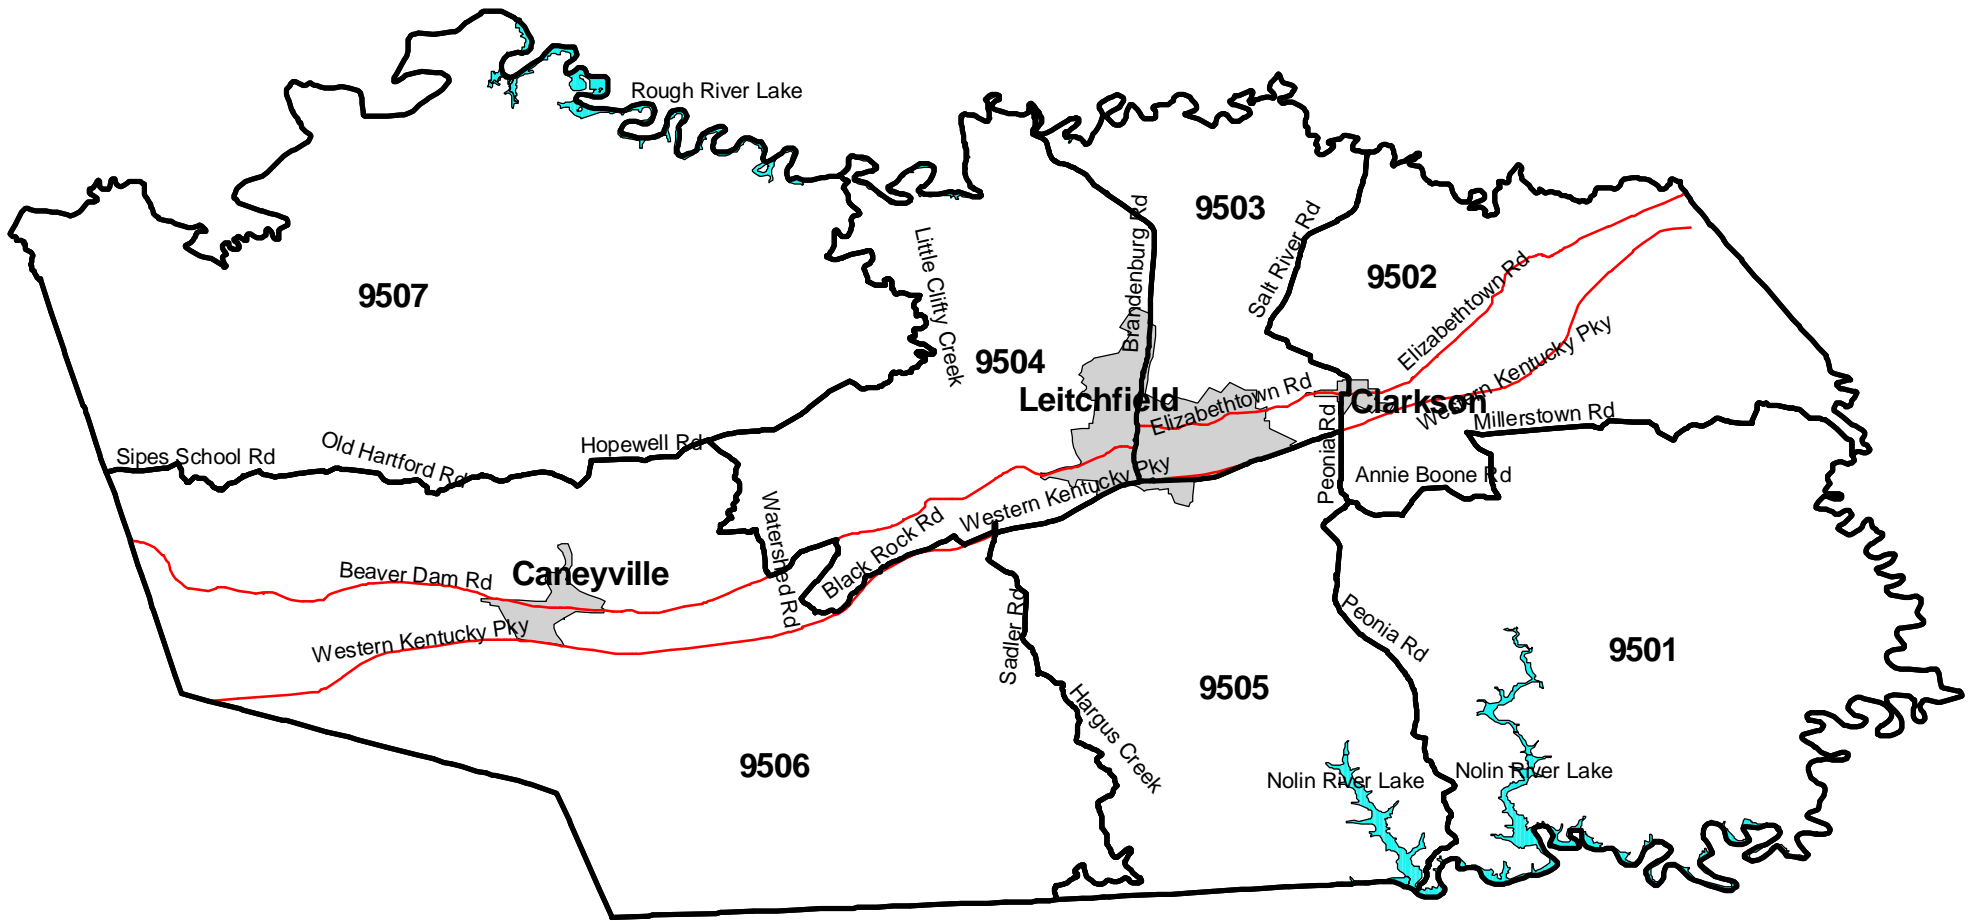 Rough River Lake
9503
Brandenburg Rd
Salt River Rd
9502
9507
Little Clifty Creek
Elizabethtown Rd
9504
Western Kentucky Pky
Leitchfield
Elizabethtown Rd
Clarkson
Millerstown Rd
Peonia Rd
Sipes School Rd
Old Hartford Rd
Hopewell Rd
Annie Boone Rd
Western Kentucky Pky
Watershed Rd
Black Rock Rd
Beaver Dam Rd
Caneyville
Western Kentucky Pky
Sadler Rd
Peonia Rd
9501
9505
Hargus Creek
9506
Nolin River Lake
Nolin River Lake